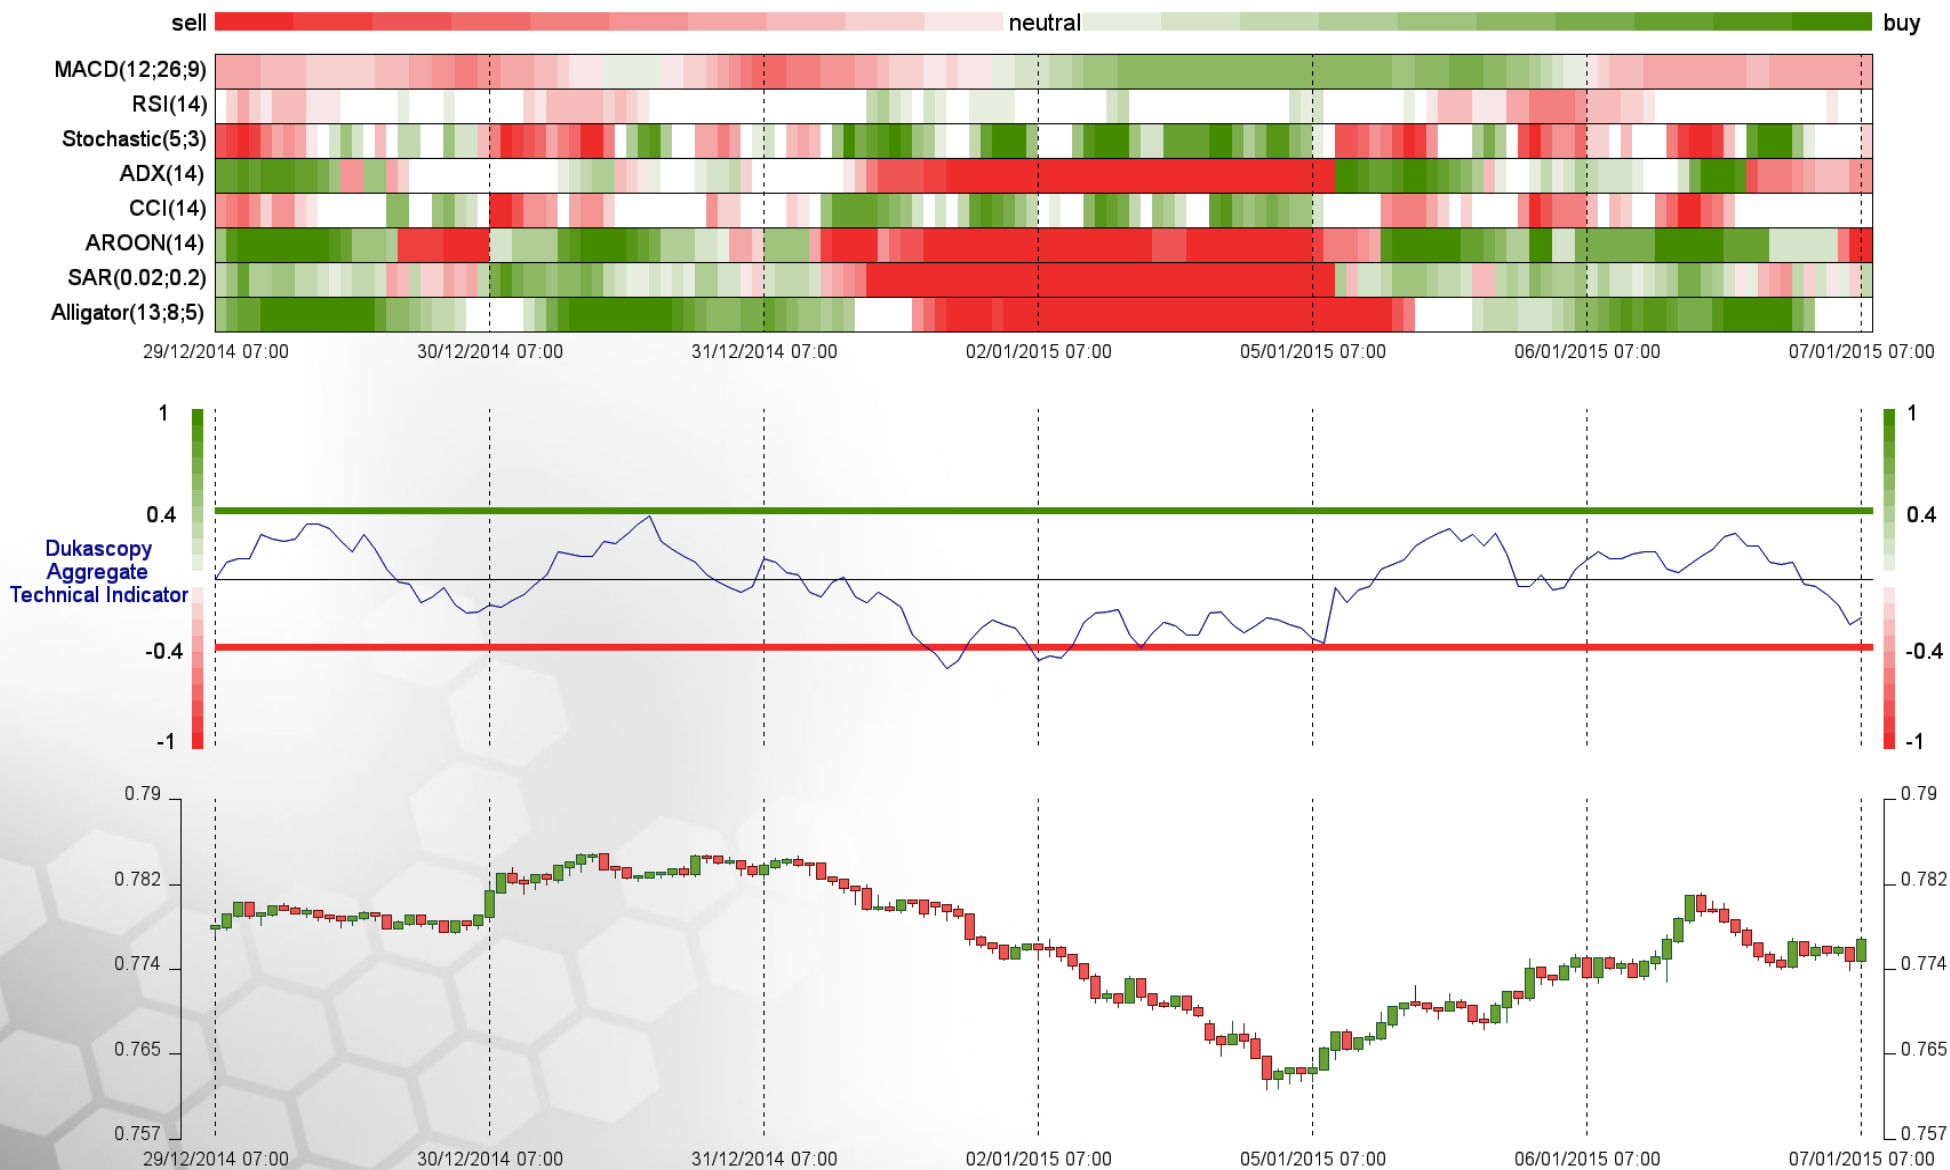 sell neutral buy
MACD(12;26;9)
RSI(14)
Stochastic(5;3)
ADX(14)
CCI(14)
AROON(14)
SAR(0.02;0.2)
Alligator(13;8;5)
29/12/2014 07:00 30/12/2014 07:00 31/12/2014 07:00 02/01/2015 07:00 05/01/2015 07:00 06/01/2015 07:00 07/01/2015 07:00
1 1
0.4 0.4
Dukascopy
Aggregate
Technical Indicator
-0.4 -0.4
-1 -1
0.79 0.79
0.782 0.782
0.774 0.774
0.765 0.765
0.757 0.757
29/12/2014 07:00 30/12/2014 07:00 31/12/2014 07:00 02/01/2015 07:00 05/01/2015 07:00 06/01/2015 07:00 07/01/2015 07:00